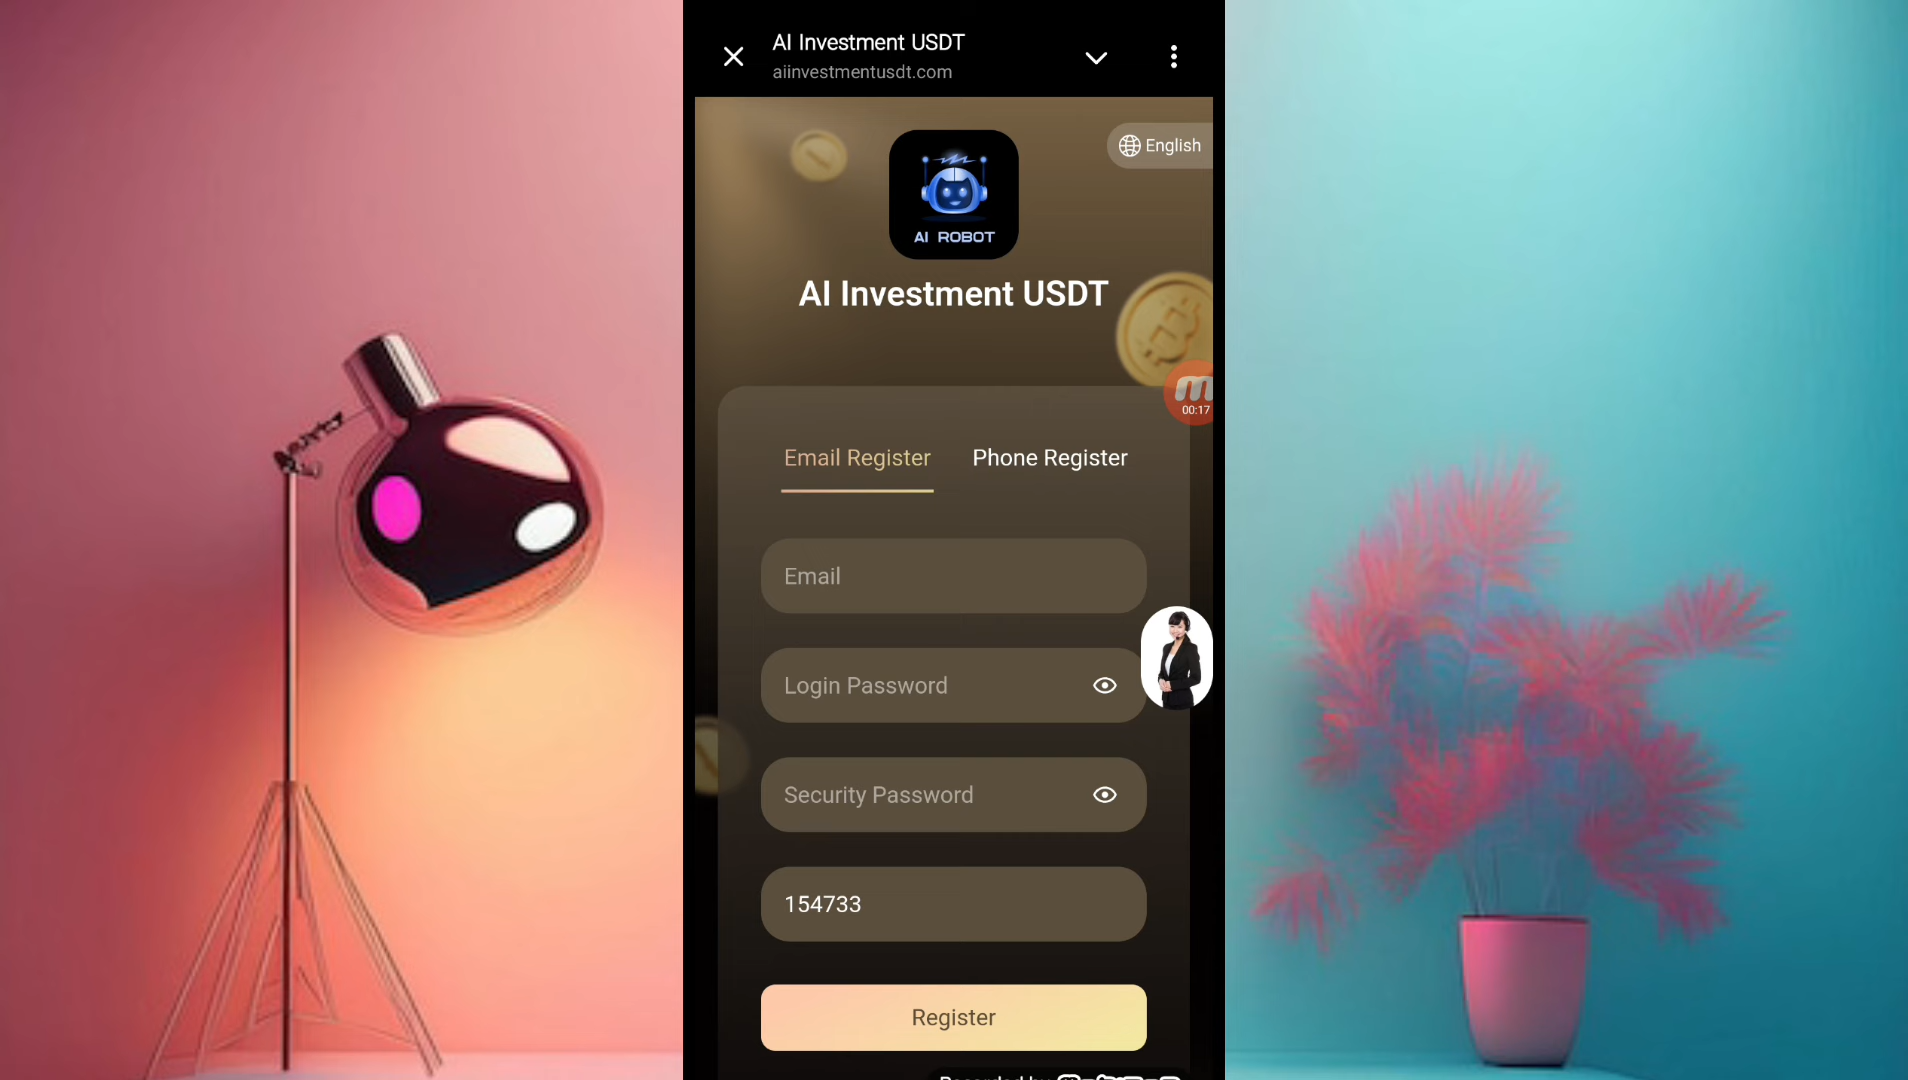 AI Investment USDT
aiinvestmentusdt.com
English
AI ROBOT
AI Investment USDT
00:17
Email Register
Phone Register
Email
Login Password
Security Password
154733
Register